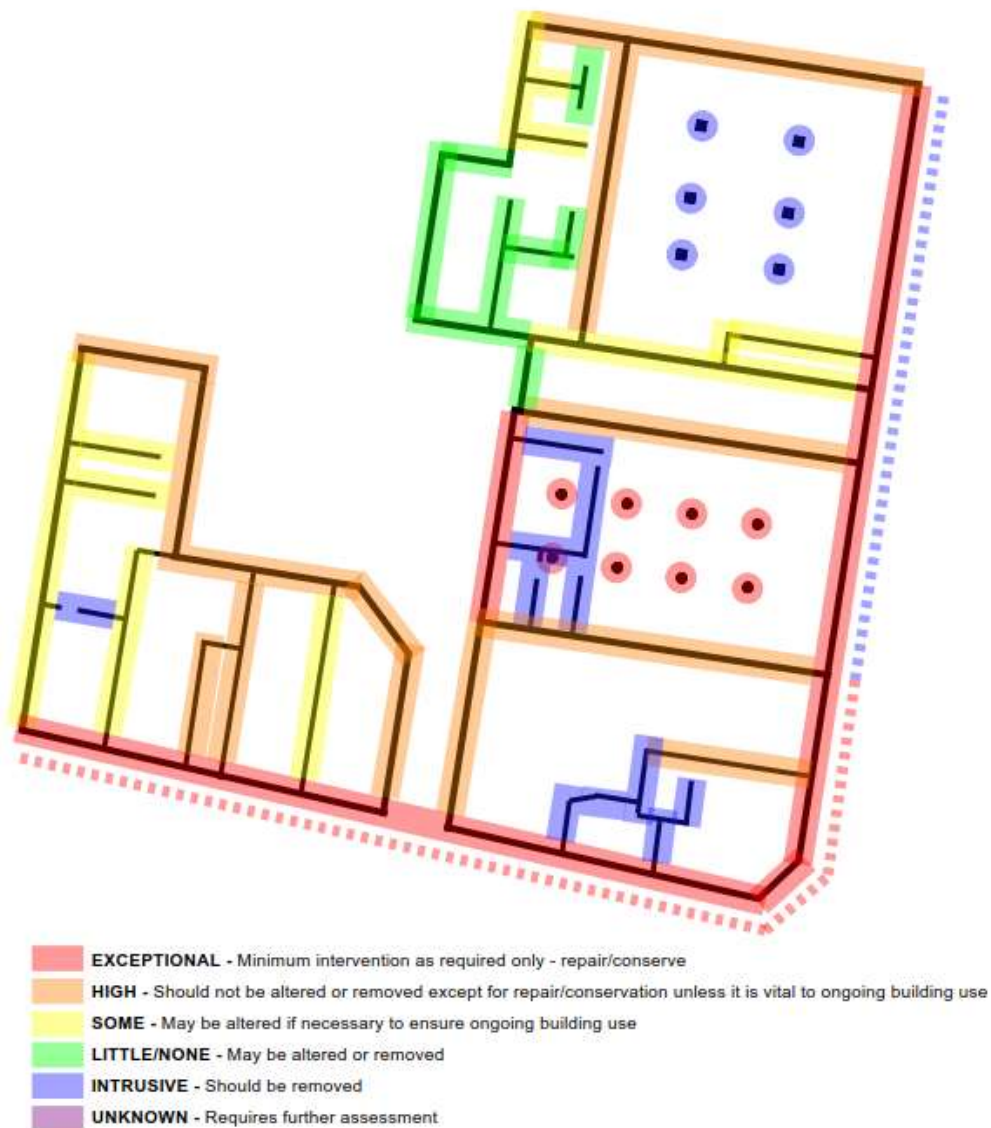 EXCEPTIONAL - Minimum intervention as required only - repair/conserve
HIGH - Should not be altered or removed except for repair/conservation unless it is vital to ongoing building use
SOME - May be altered if necessary to ensure ongoing building use
LITTLE/NONE - May be altered or removed
INTRUSIVE - Should be removed
UNKNOWN - Requires further assessment